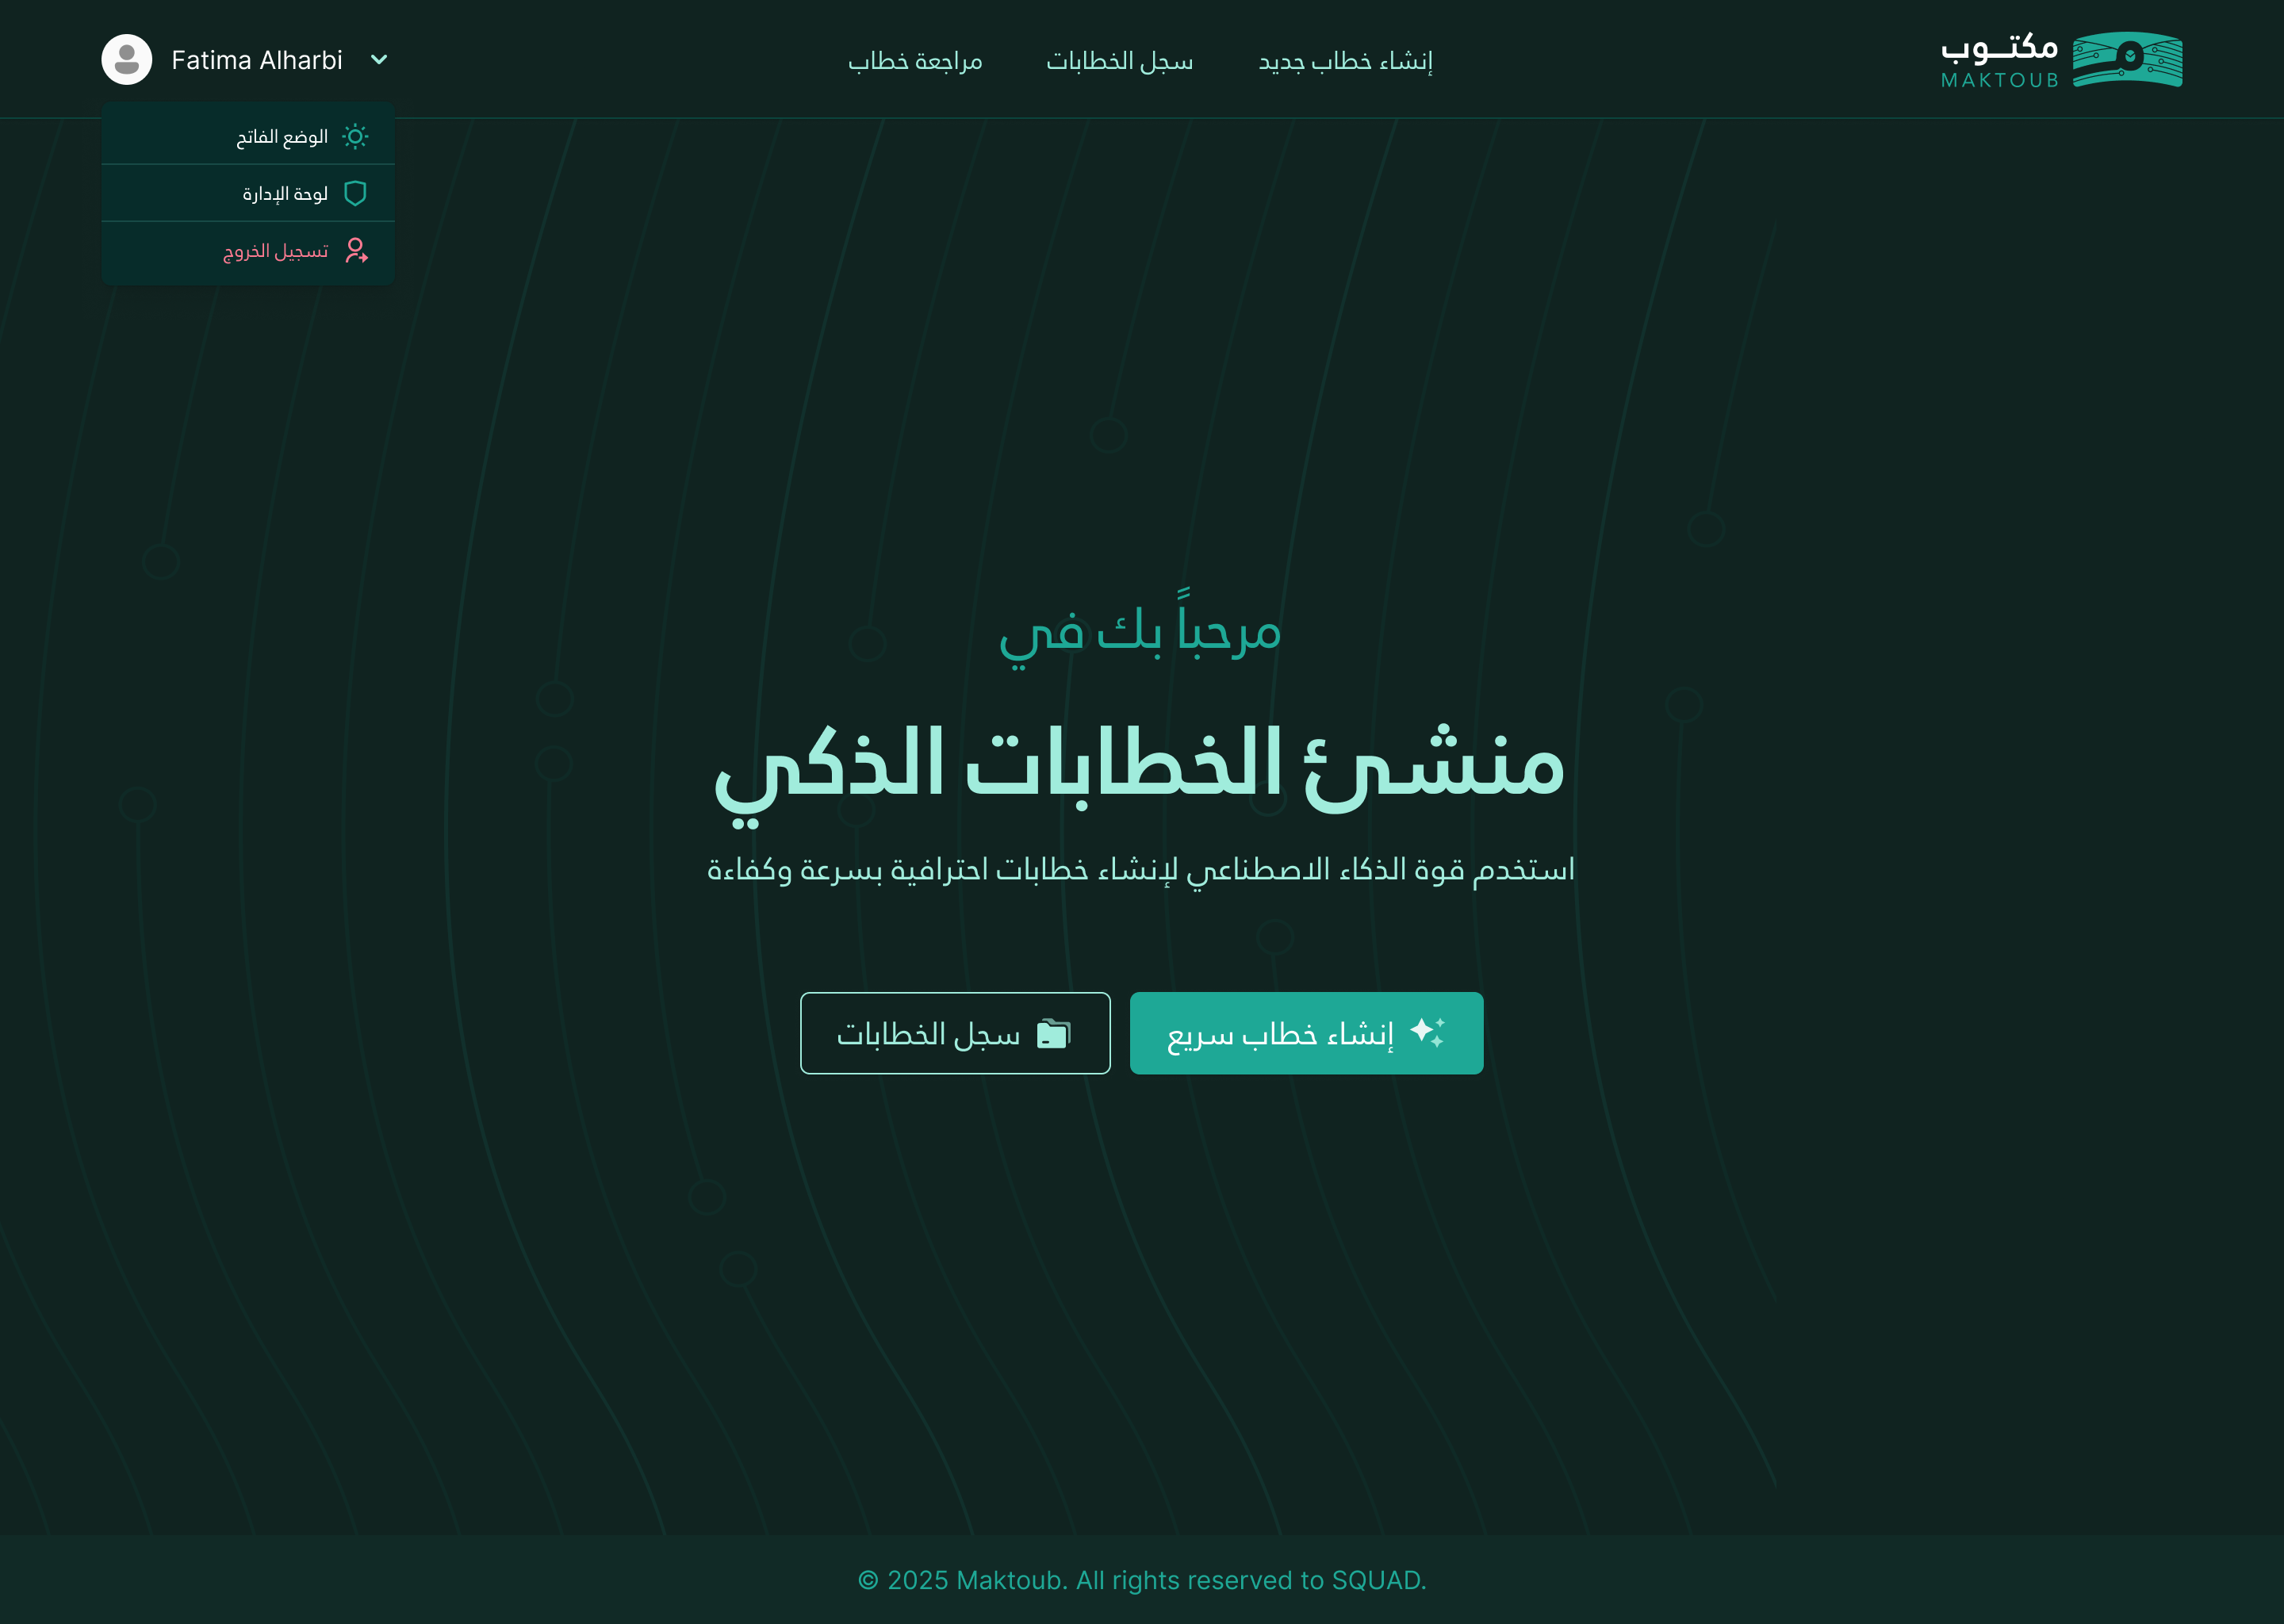 مكتوب
MAKTOUB
إنشاء خطاب جديد
سجل الخطابات
مراجعة خطاب
Fatima Alharbi
الوضع الفاتح
لوحة الإدارة
تسجيل الخروج
مرحباً بك في
منشئ الخطابات الذكي
استخدم قوة الذكاء الاصطناعي لإنشاء خطابات احترافية بسرعة وكفاءة
إنشاء خطاب سريع
سجل الخطابات
© 2025 Maktoub. All rights reserved to SQUAD.